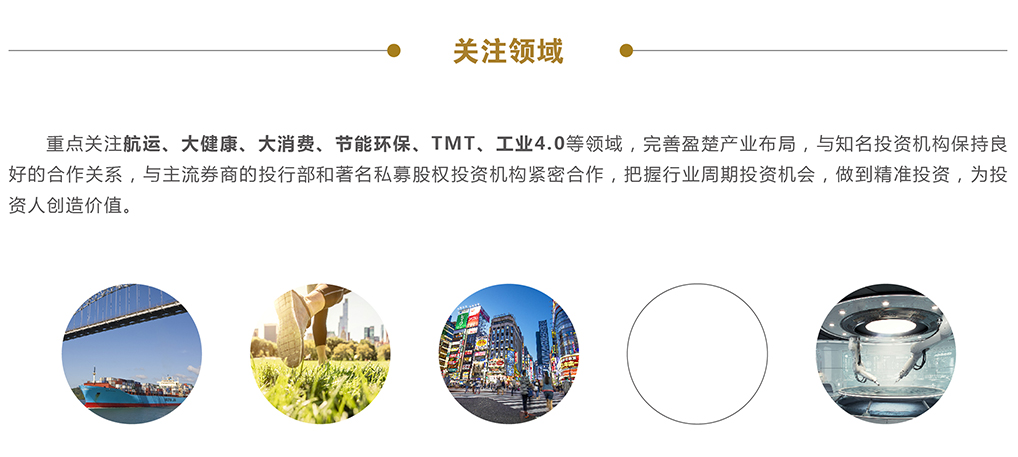 关注领域
重点关注航运、大健康、大消费、节能环保、TMT、工业4.0等领域，完善盈楚产业布局，与知名投资机构保持良
好的合作关系，与主流券商的投行部和著名私募股权投资机构紧密合作，把握行业周期投资机会，做到精准投资，为投
资人创造价值。